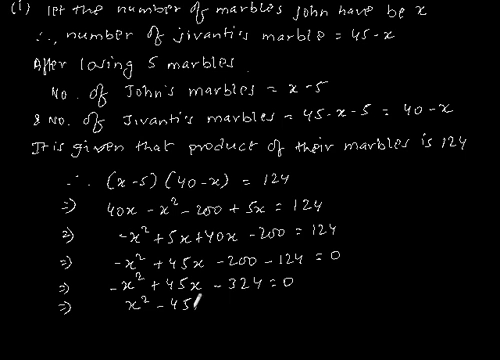 (i) let the number of marbles john have be x
∴, number of jivanti's marble = 45-x
After losing 5 marbles.
No. of John's marbles = x-5
& No. of Jivanti's marbles = 45-x-5 = 40-x
It is given that product of their marbles is 124
∴ (x-5) (40-x) = 124
=) 40x - x² - 200 + 5x = 124
=) -x² + 5x + 40x - 200 = 124
=) -x² + 45x - 200 - 124 = 0
=) -x² + 45x - 324 = 0
=) x² - 45